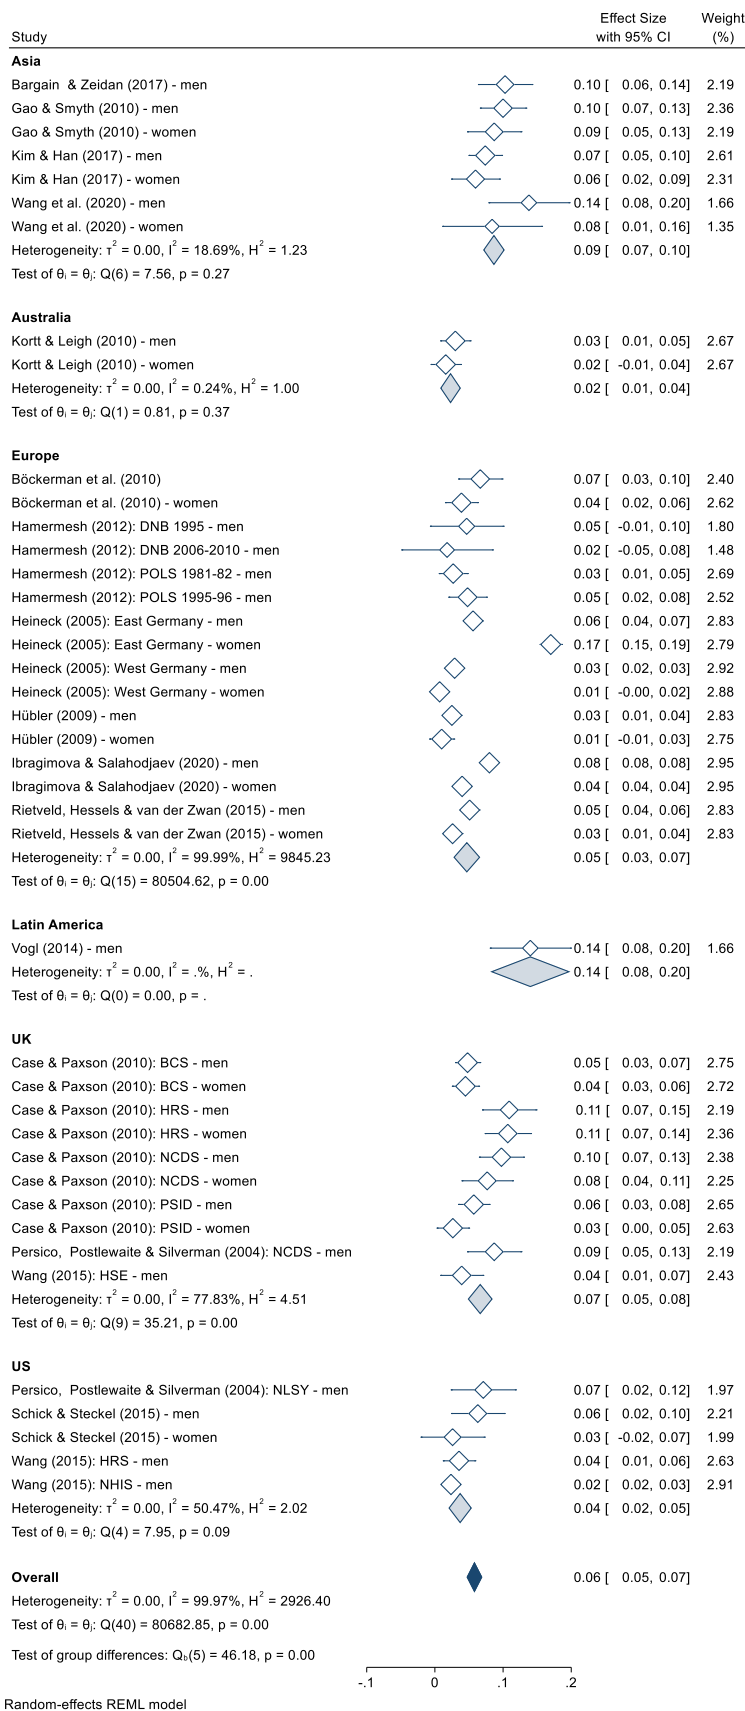 Effect Size Weight
Study with 95% CI (%)
Asia
Bargain & Zeidan (2017) - men 0.10 [ 0.06, 0.14] 2.19
Gao & Smyth (2010) - men 0.10 [ 0.07, 0.13] 2.36
Gao & Smyth (2010) - women 0.09 [ 0.05, 0.13] 2.19
Kim & Han (2017) - men 0.07 [ 0.05, 0.10] 2.61
Kim & Han (2017) - women 0.06 [ 0.02, 0.09] 2.31
Wang et al. (2020) - men 0.14 [ 0.08, 0.20] 1.66
Wang et al. (2020) - women 0.08 [ 0.01, 0.16] 1.35
Heterogeneity: τ² = 0.00, I² = 18.69%, H² = 1.23 0.09 [ 0.07, 0.10]
Test of θᵢ = θⱼ: Q(6) = 7.56, p = 0.27
Australia
Kortt & Leigh (2010) - men 0.03 [ 0.01, 0.05] 2.67
Kortt & Leigh (2010) - women 0.02 [ -0.01, 0.04] 2.67
Heterogeneity: τ² = 0.00, I² = 0.24%, H² = 1.00 0.02 [ 0.01, 0.04]
Test of θᵢ = θⱼ: Q(1) = 0.81, p = 0.37
Europe
Böckerman et al. (2010) 0.07 [ 0.03, 0.10] 2.40
Böckerman et al. (2010) - women 0.04 [ 0.02, 0.06] 2.62
Hamermesh (2012): DNB 1995 - men 0.05 [ -0.01, 0.10] 1.80
Hamermesh (2012): DNB 2006-2010 - men 0.02 [ -0.05, 0.08] 1.48
Hamermesh (2012): POLS 1981-82 - men 0.03 [ 0.01, 0.05] 2.69
Hamermesh (2012): POLS 1995-96 - men 0.05 [ 0.02, 0.08] 2.52
Heineck (2005): East Germany - men 0.06 [ 0.04, 0.07] 2.83
Heineck (2005): East Germany - women 0.17 [ 0.15, 0.19] 2.79
Heineck (2005): West Germany - men 0.03 [ 0.02, 0.03] 2.92
Heineck (2005): West Germany - women 0.01 [ -0.00, 0.02] 2.88
Hübler (2009) - men 0.03 [ 0.01, 0.04] 2.83
Hübler (2009) - women 0.01 [ -0.01, 0.03] 2.75
Ibragimova & Salahodjaev (2020) - men 0.08 [ 0.08, 0.08] 2.95
Ibragimova & Salahodjaev (2020) - women 0.04 [ 0.04, 0.04] 2.95
Rietveld, Hessels & van der Zwan (2015) - men 0.05 [ 0.04, 0.06] 2.83
Rietveld, Hessels & van der Zwan (2015) - women 0.03 [ 0.01, 0.04] 2.83
Heterogeneity: τ² = 0.00, I² = 99.99%, H² = 9845.23 0.05 [ 0.03, 0.07]
Test of θᵢ = θⱼ: Q(15) = 80504.62, p = 0.00
Latin America
Vogl (2014) - men 0.14 [ 0.08, 0.20] 1.66
Heterogeneity: τ² = 0.00, I² = .%, H² = . 0.14 [ 0.08, 0.20]
Test of θᵢ = θⱼ: Q(0) = 0.00, p = .
UK
Case & Paxson (2010): BCS - men 0.05 [ 0.03, 0.07] 2.75
Case & Paxson (2010): BCS - women 0.04 [ 0.03, 0.06] 2.72
Case & Paxson (2010): HRS - men 0.11 [ 0.07, 0.15] 2.19
Case & Paxson (2010): HRS - women 0.11 [ 0.07, 0.14] 2.36
Case & Paxson (2010): NCDS - men 0.10 [ 0.07, 0.13] 2.38
Case & Paxson (2010): NCDS - women 0.08 [ 0.04, 0.11] 2.25
Case & Paxson (2010): PSID - men 0.06 [ 0.03, 0.08] 2.65
Case & Paxson (2010): PSID - women 0.03 [ 0.00, 0.05] 2.63
Persico, Postlewaite & Silverman (2004): NCDS - men 0.09 [ 0.05, 0.13] 2.19
Wang (2015): HSE - men 0.04 [ 0.01, 0.07] 2.43
Heterogeneity: τ² = 0.00, I² = 77.83%, H² = 4.51 0.07 [ 0.05, 0.08]
Test of θᵢ = θⱼ: Q(9) = 35.21, p = 0.00
US
Persico, Postlewaite & Silverman (2004): NLSY - men 0.07 [ 0.02, 0.12] 1.97
Schick & Steckel (2015) - men 0.06 [ 0.02, 0.10] 2.21
Schick & Steckel (2015) - women 0.03 [ -0.02, 0.07] 1.99
Wang (2015): HRS - men 0.04 [ 0.01, 0.06] 2.63
Wang (2015): NHIS - men 0.02 [ 0.02, 0.03] 2.91
Heterogeneity: τ² = 0.00, I² = 50.47%, H² = 2.02 0.04 [ 0.02, 0.05]
Test of θᵢ = θⱼ: Q(4) = 7.95, p = 0.09
Overall 0.06 [ 0.05, 0.07]
Heterogeneity: τ² = 0.00, I² = 99.97%, H² = 2926.40
Test of θᵢ = θⱼ: Q(40) = 80682.85, p = 0.00
Test of group differences: Q_b(5) = 46.18, p = 0.00
-.1 0 .1 .2
Random-effects REML model